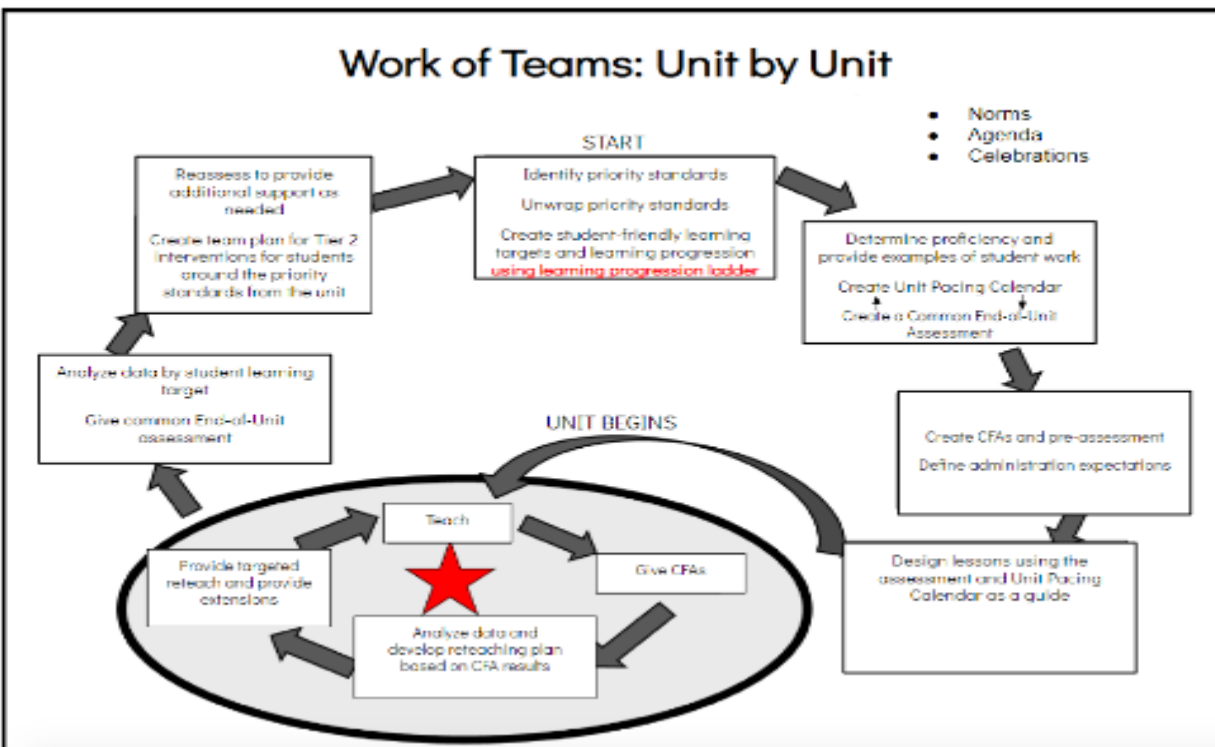 Work of Teams: Unit by Unit
• Norms
• Agenda
• Celebrations
START
Identify priority standards
Unwrap priority standards
Create student-friendly learning
targets and learning progression
using learning progression ladder
Determine proficiency and
provide examples of student work
Create Unit Pacing Calendar
Create a Common End-of-Unit
Assessment
Create CFAs and pre-assessment
Define administration expectations
Design lessons using the
assessment and Unit Pacing
Calendar as a guide
UNIT BEGINS
Teach
Give CFAs
Analyze data and
develop reteaching plan
based on CFA results
Provide targeted
reteach and provide
extensions
Analyze data by student learning
target
Give common End-of-Unit
assessment
Reassess to provide
additional support as
needed
Create team plan for Tier 2
interventions for students
around the priority
standards from the unit